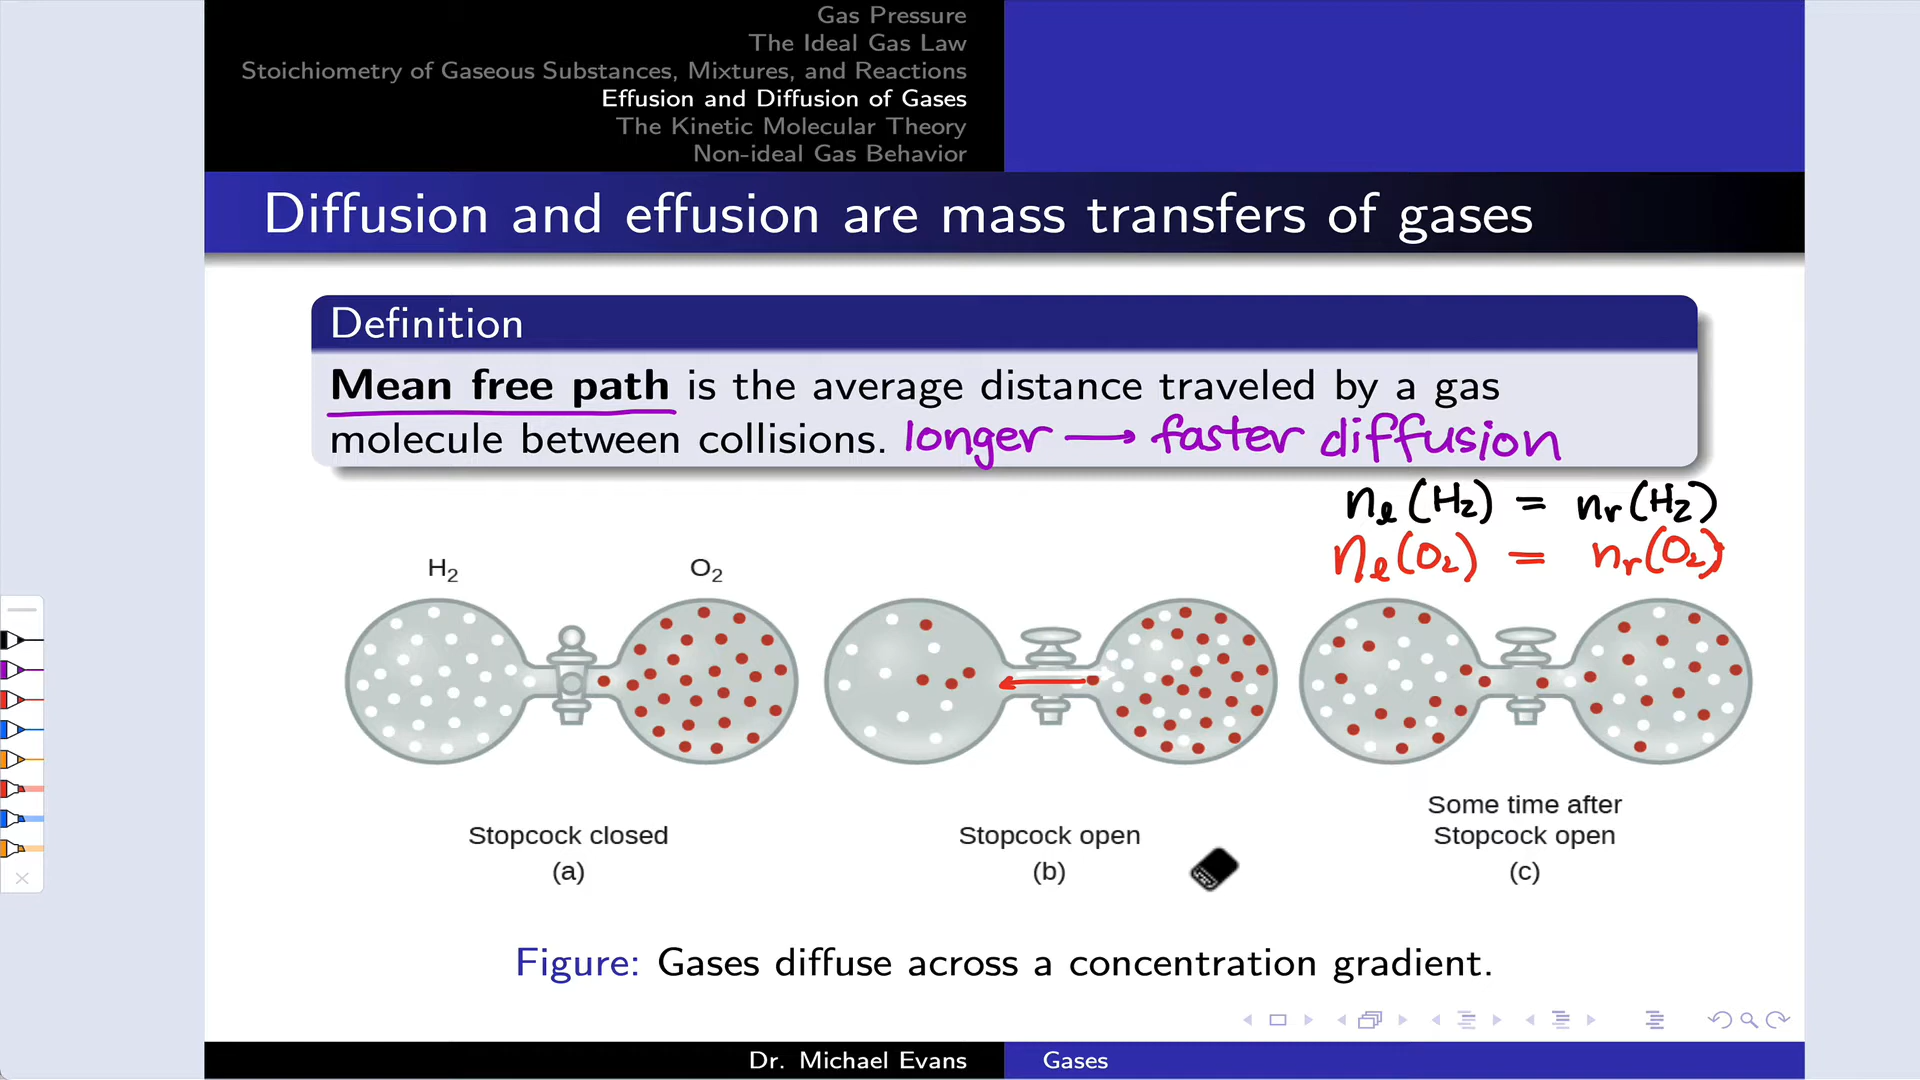 Gas Pressure
The Ideal Gas Law
Stoichiometry of Gaseous Substances, Mixtures, and Reactions
Effusion and Diffusion of Gases
The Kinetic Molecular Theory
Non-ideal Gas Behavior
Diffusion and effusion are mass transfers of gases
Definition
Mean free path is the average distance traveled by a gas
molecule between collisions. longer → faster diffusion
nℓ(H₂) = nr(H₂)
nℓ(O₂) = nr(O₂)
H₂ O₂
Stopcock closed
(a)
Stopcock open
(b)
Some time after
Stopcock open
(c)
Figure: Gases diffuse across a concentration gradient.
Dr. Michael Evans Gases